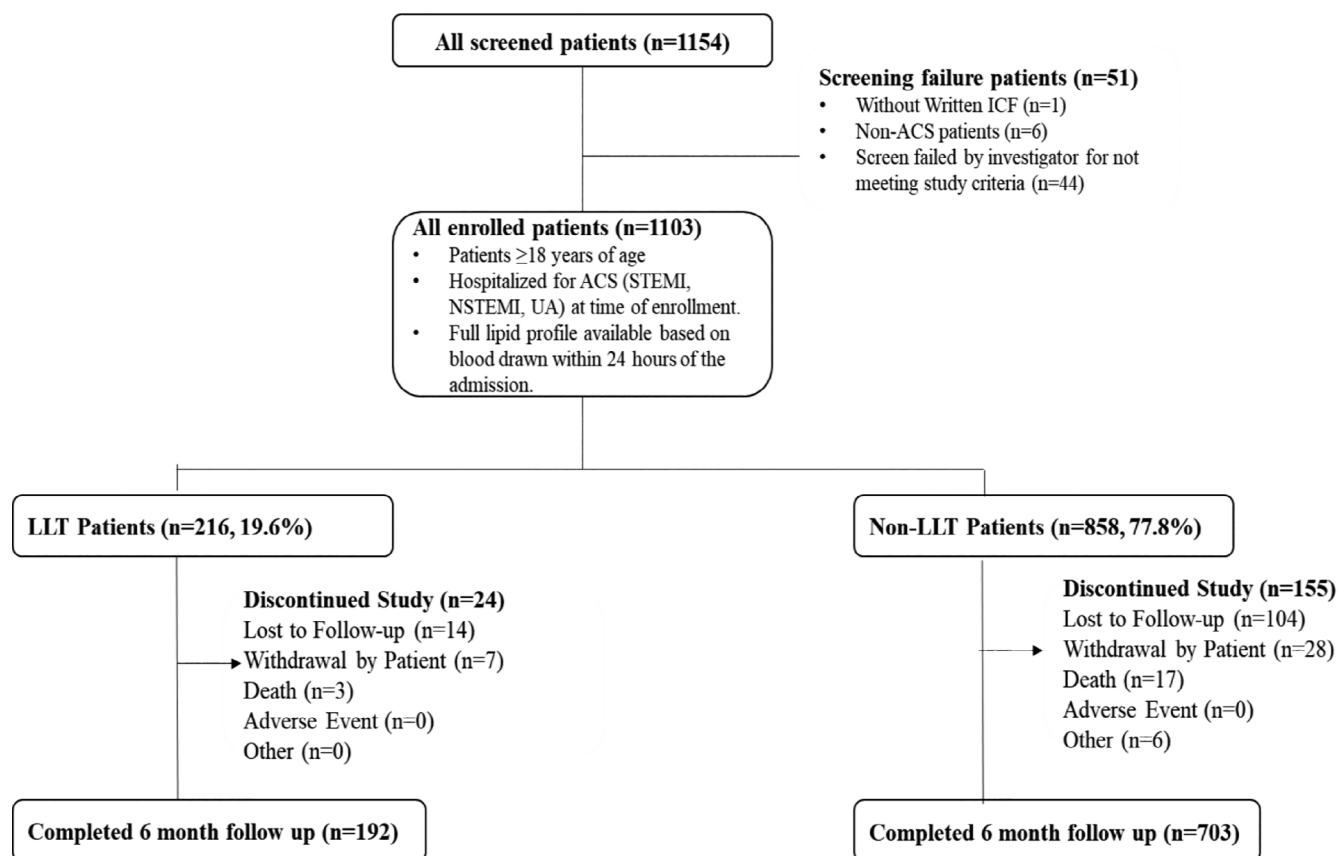 All screened patients (n=1154)
Screening failure patients (n=51)
• Without Written ICF (n=1)
• Non-ACS patients (n=6)
• Screen failed by investigator for not
meeting study criteria (n=44)
All enrolled patients (n=1103)
• Patients ≥18 years of age
• Hospitalized for ACS (STEMI,
NSTEMI, UA) at time of enrollment.
• Full lipid profile available based on
blood drawn within 24 hours of the
admission.
LLT Patients (n=216, 19.6%)
Discontinued Study (n=24)
Lost to Follow-up (n=14)
Withdrawal by Patient (n=7)
Death (n=3)
Adverse Event (n=0)
Other (n=0)
Completed 6 month follow up (n=192)
Non-LLT Patients (n=858, 77.8%)
Discontinued Study (n=155)
Lost to Follow-up (n=104)
Withdrawal by Patient (n=28)
Death (n=17)
Adverse Event (n=0)
Other (n=6)
Completed 6 month follow up (n=703)